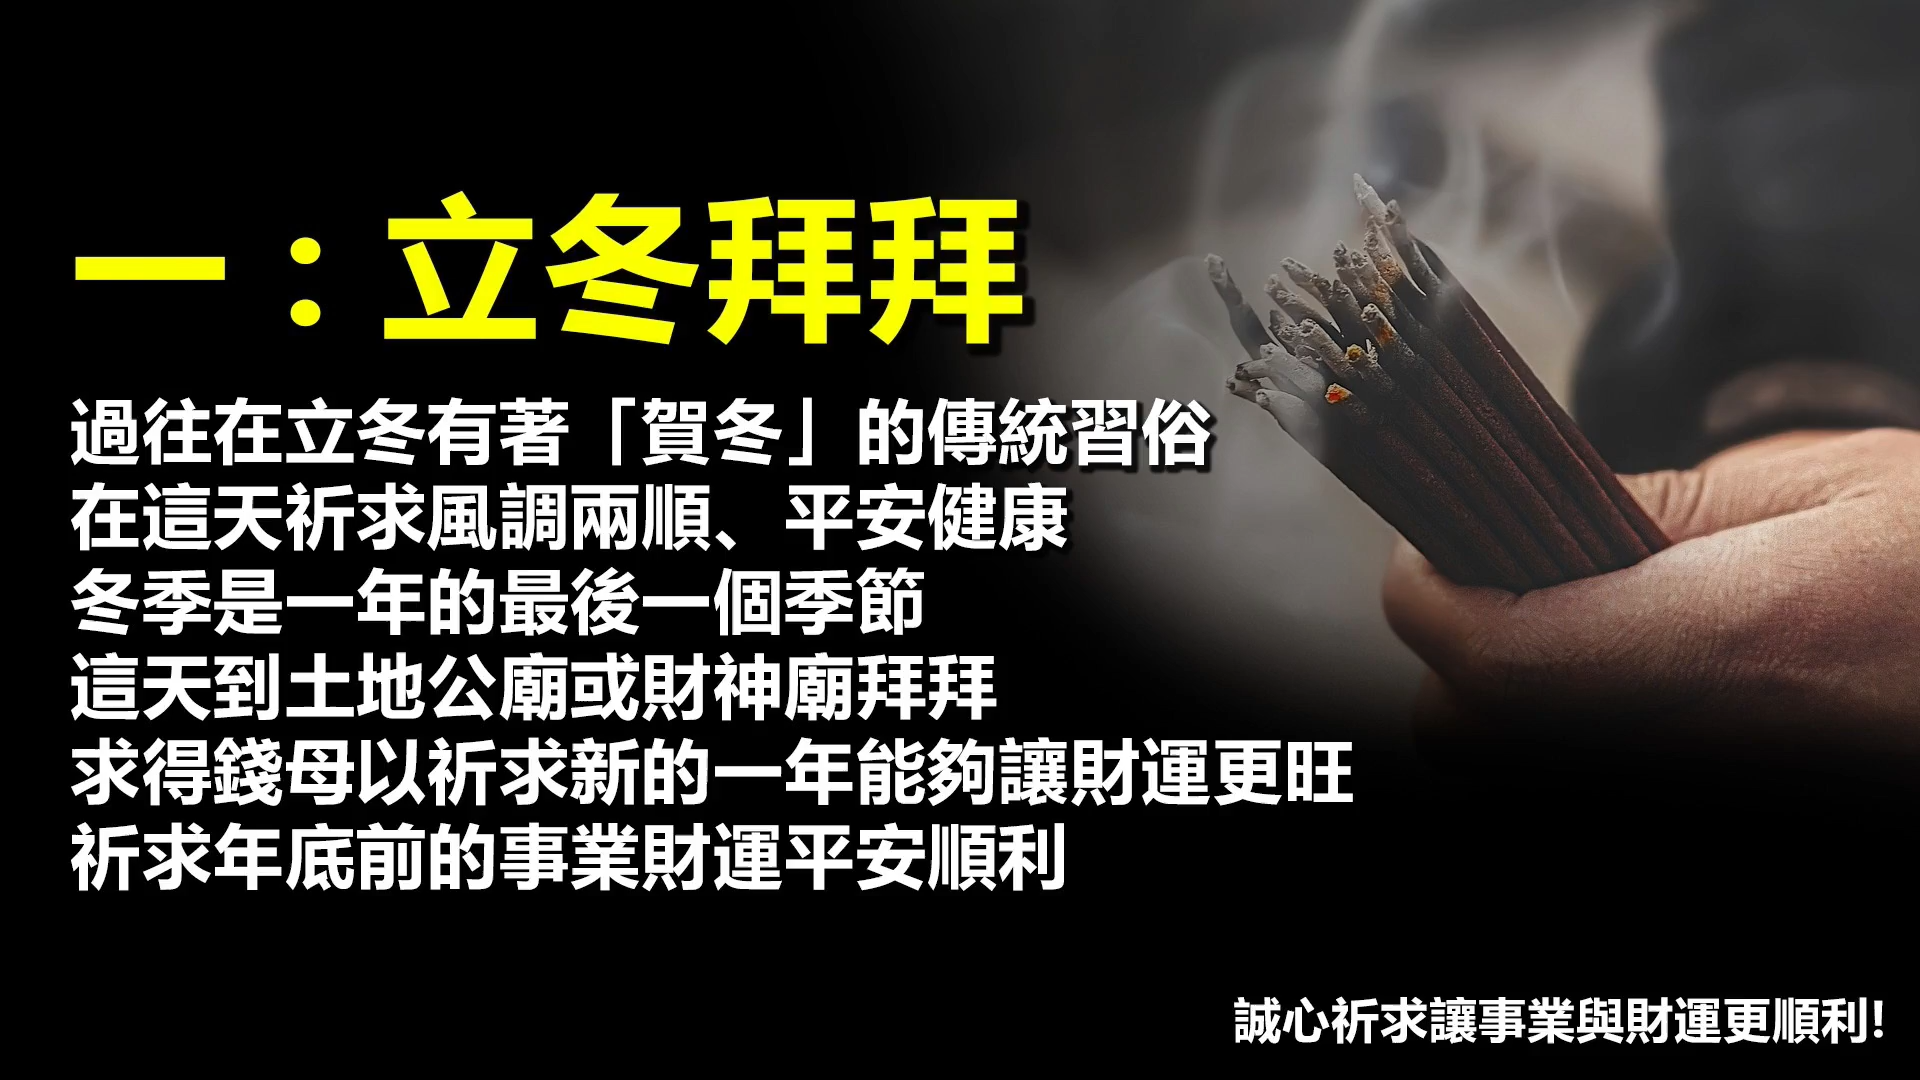 一：立冬拜拜
過往在立冬有著「賀冬」的傳統習俗
在這天祈求風調兩順、平安健康
冬季是一年的最後一個季節
這天到土地公廟或財神廟拜拜
求得錢母以祈求新的一年能夠讓財運更旺
祈求年底前的事業財運平安順利
誠心祈求讓事業與財運更順利!